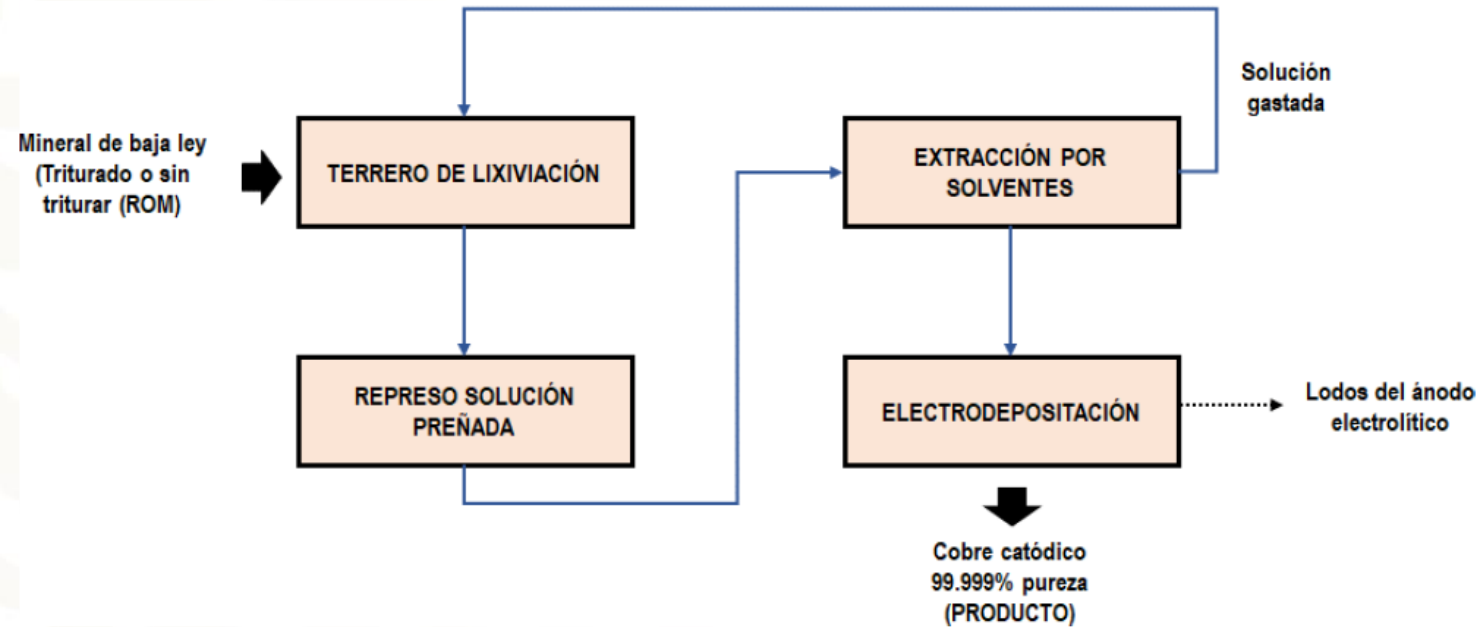 Mineral de baja ley
(Triturado o sin
triturar (ROM)
TERRERO DE LIXIVIACIÓN
REPRESO SOLUCIÓN
PREÑADA
EXTRACCIÓN POR
SOLVENTES
Solución
gastada
ELECTRODEPOSITACIÓN
Lodos del ánodo
electrolítico
Cobre catódico
99.999% pureza
(PRODUCTO)